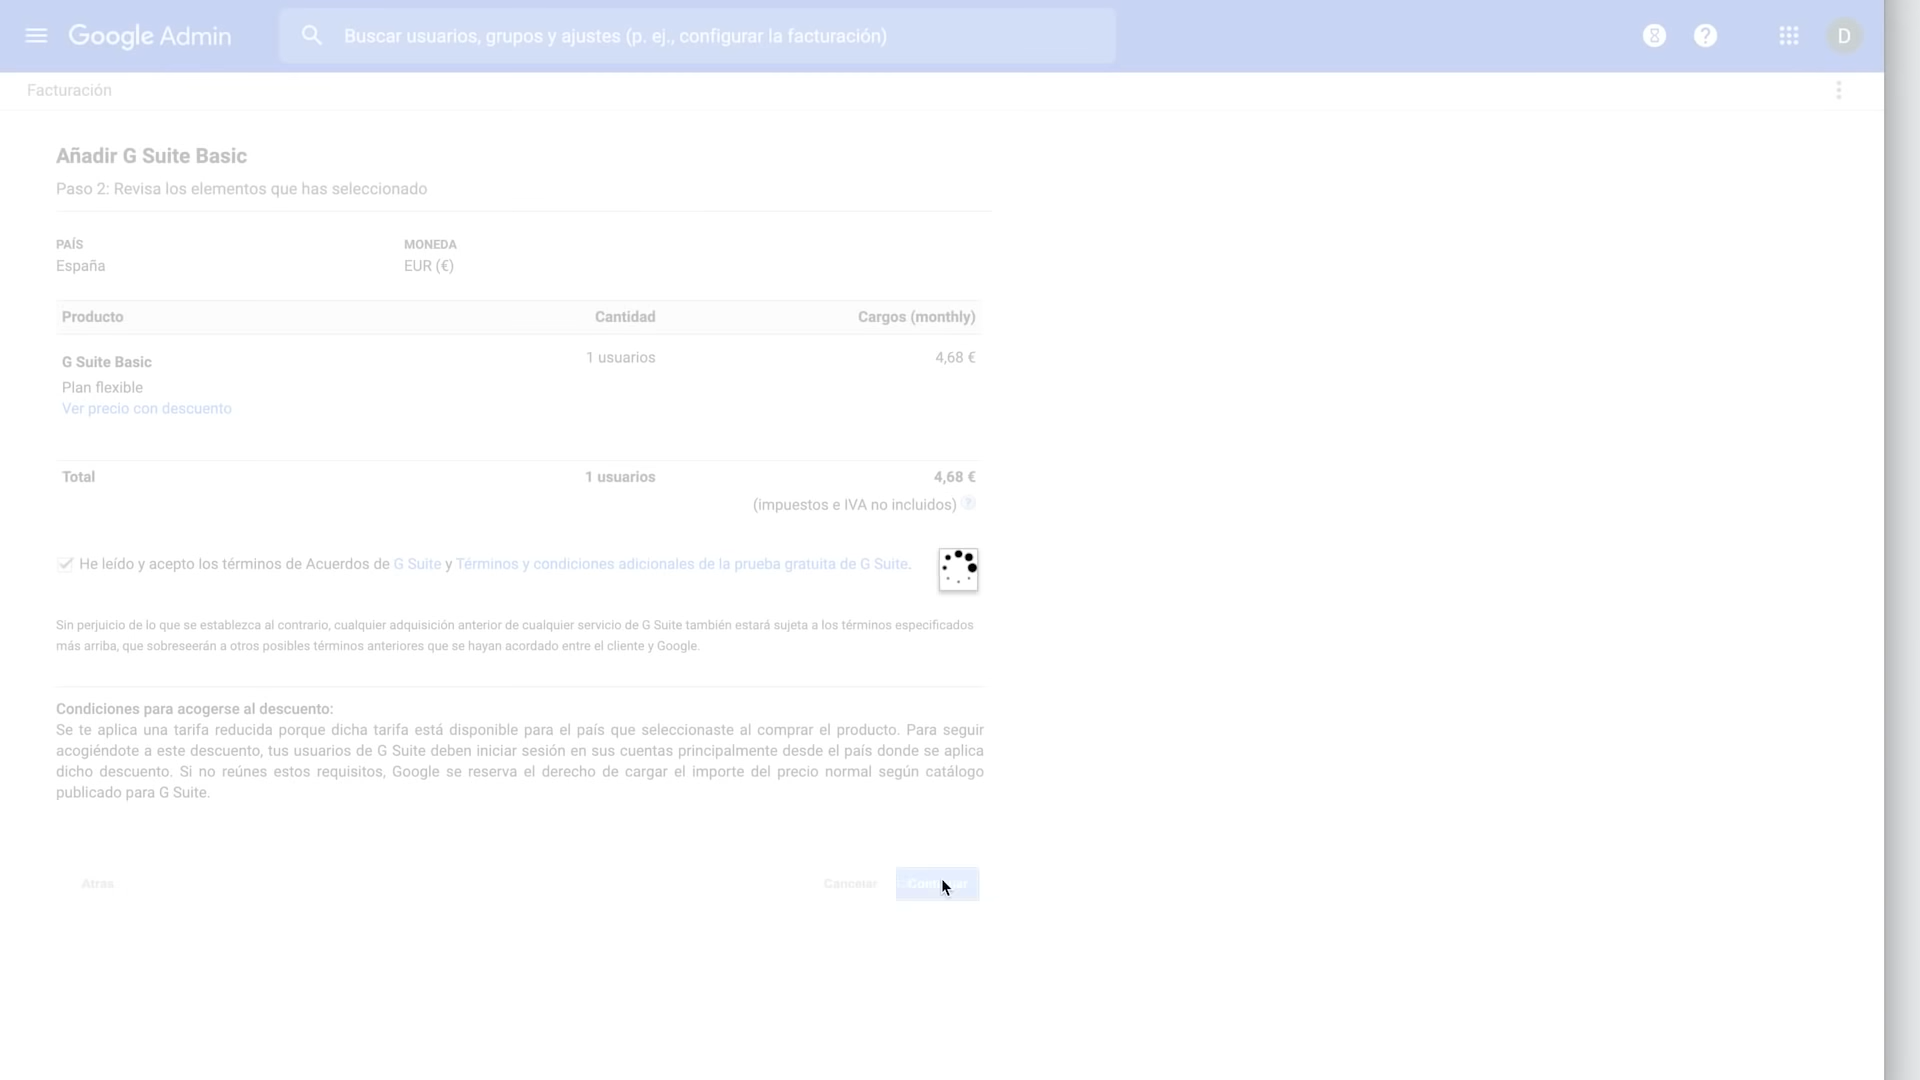 Google Admin
Buscar usuarios, grupos y ajustes (p. ej., configurar la facturación)
D
Facturación
Añadir G Suite Basic
Paso 2: Revisa los elementos que has seleccionado
PAÍS MONEDA
España EUR (€)
Producto Cantidad Cargos (monthly)
G Suite Basic 1 usuarios 4,68 €
Plan flexible
Ver precio con descuento
Total 1 usuarios 4,68 €
(impuestos e IVA no incluidos) ?
He leído y acepto los términos de Acuerdos de G Suite y Términos y condiciones adicionales de la prueba gratuita de G Suite.
Sin perjuicio de lo que se establezca al contrario, cualquier adquisición anterior de cualquier servicio de G Suite también estará sujeta a los términos especificados
más arriba, que sobreseerán a otros posibles términos anteriores que se hayan acordado entre el cliente y Google.
Condiciones para acogerse al descuento:
Se te aplica una tarifa reducida porque dicha tarifa está disponible para el país que seleccionaste al comprar el producto. Para seguir
acogiéndote a este descuento, tus usuarios de G Suite deben iniciar sesión en sus cuentas principalmente desde el país donde se aplica
dicho descuento. Si no reúnes estos requisitos, Google se reserva el derecho de cargar el importe del precio normal según catálogo
publicado para G Suite.
Atras Cancelar